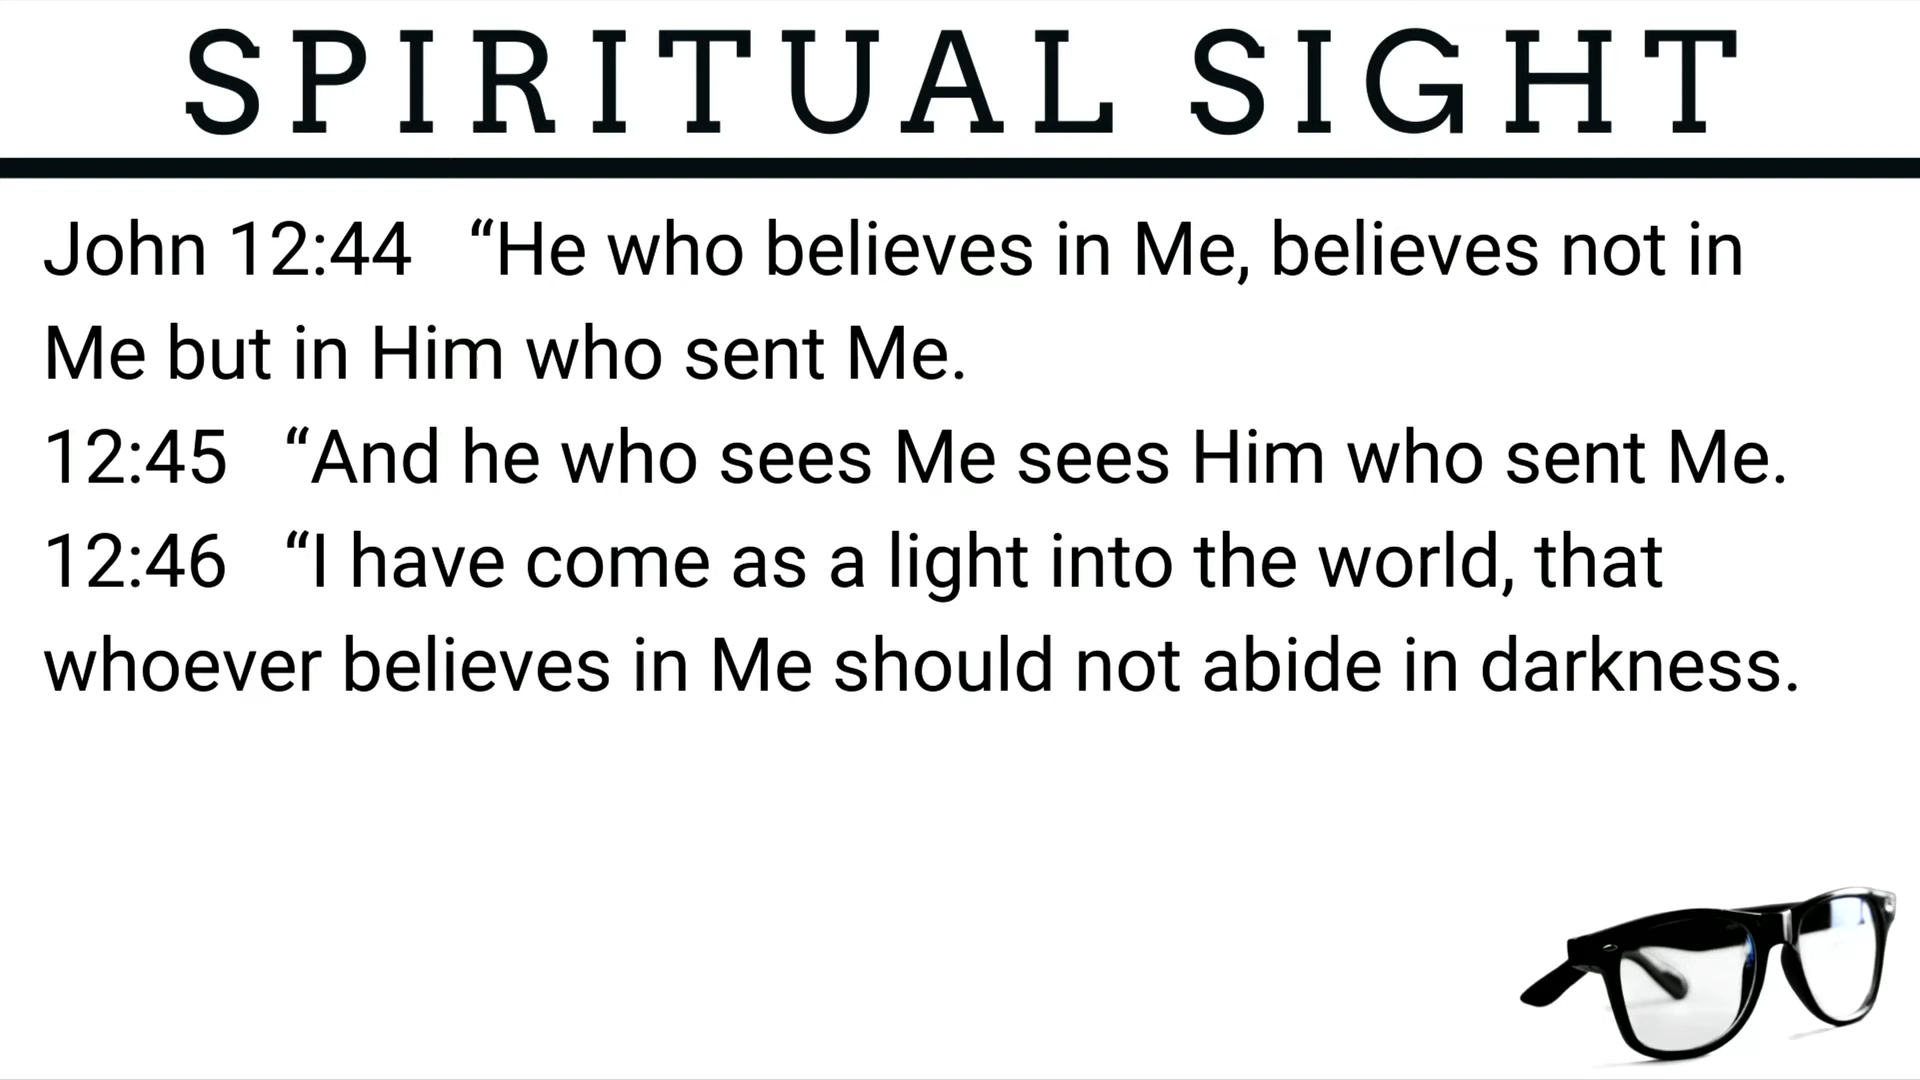 SPIRITUAL SIGHT
John 12:44   “He who believes in Me, believes not in
Me but in Him who sent Me.
12:45   “And he who sees Me sees Him who sent Me.
12:46   “I have come as a light into the world, that
whoever believes in Me should not abide in darkness.